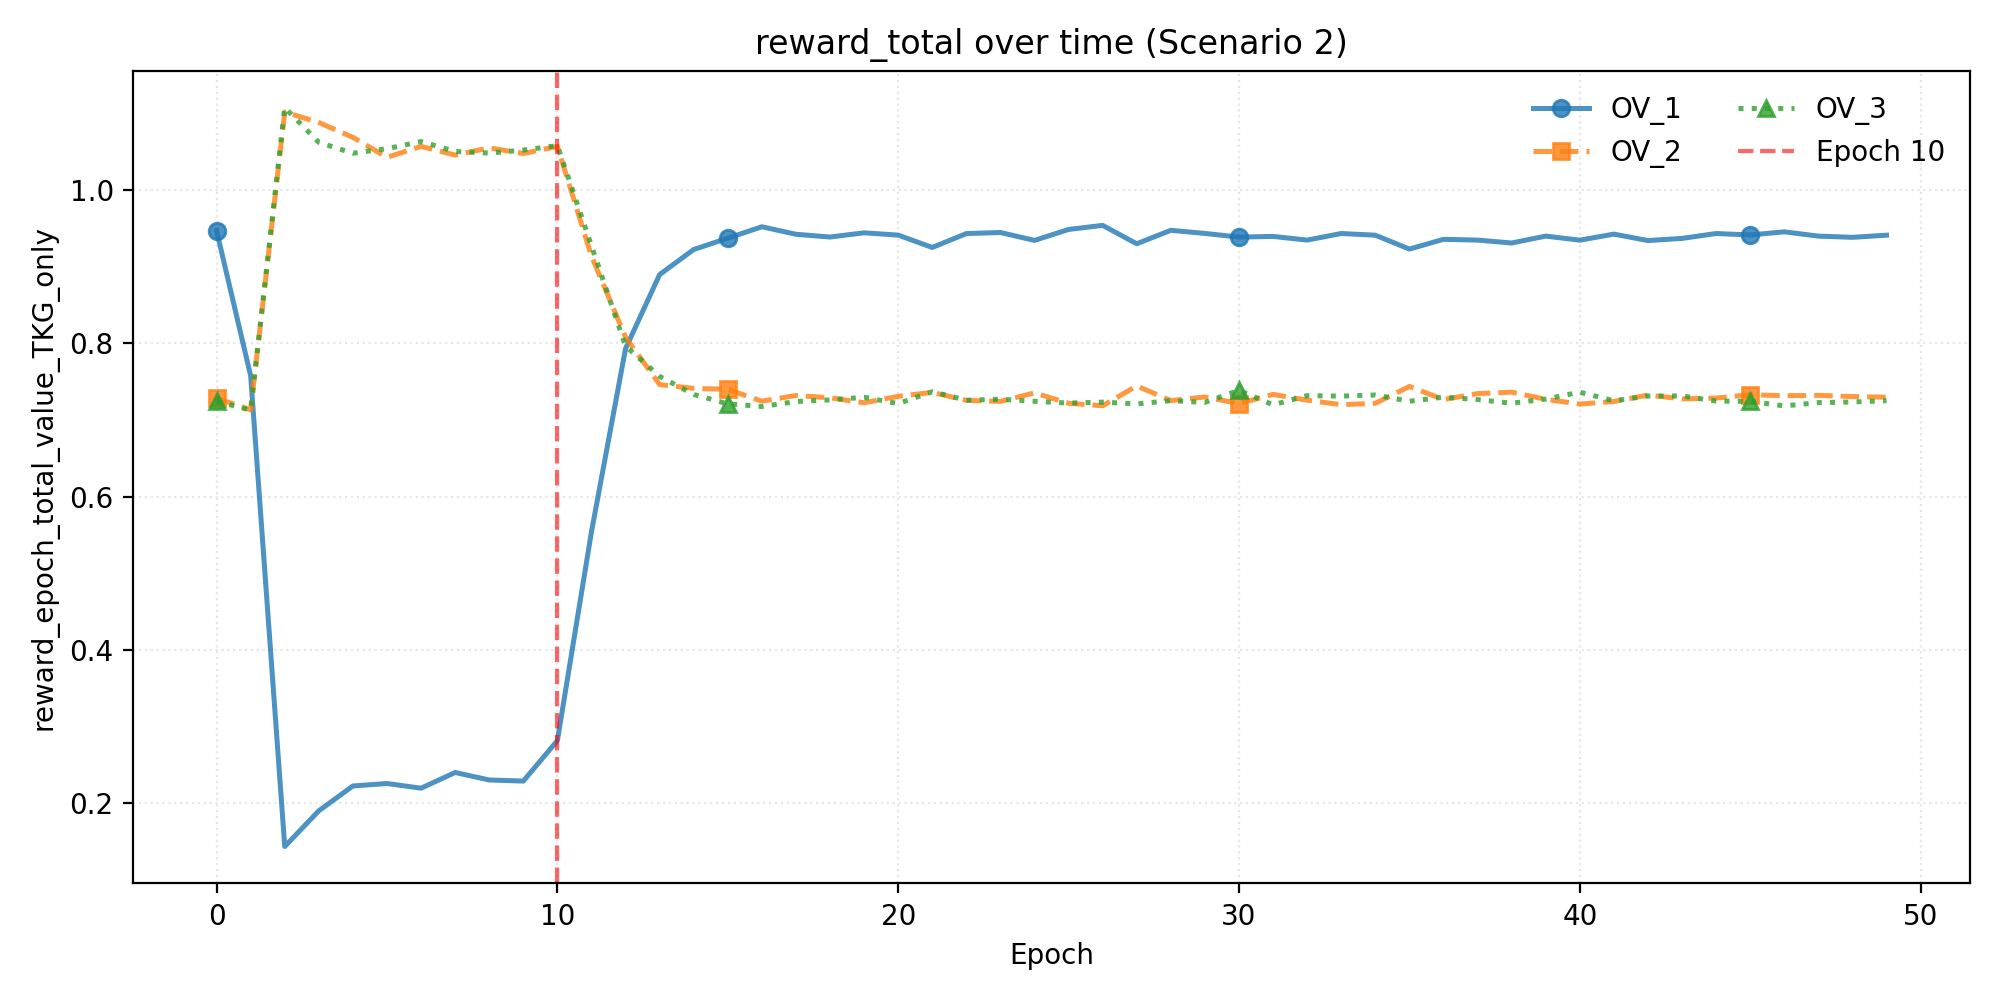 reward_total over time (Scenario 2)
OV_1
OV_2
OV_3
Epoch 10
reward_epoch_total_value_TKG_only
1.0
0.8
0.6
0.4
0.2
0 10 20 30 40 50
Epoch